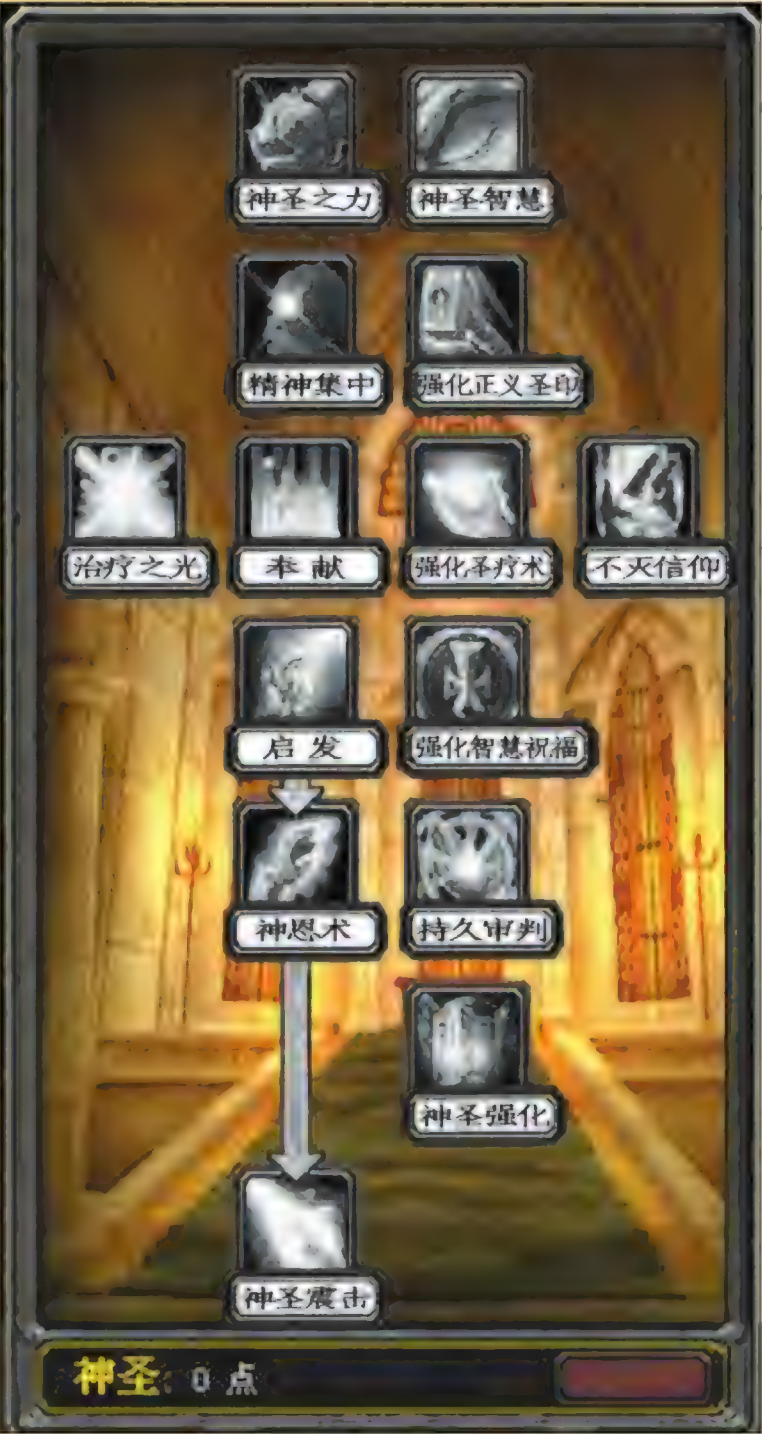 神圣之力
神圣智慧
精神集中
强化正义圣印
治疗之光
奉献
强化圣疗术
不灭信仰
启发
强化智慧祝福
神恩术
持久审判
神圣强化
神圣震击
神圣: 0 点